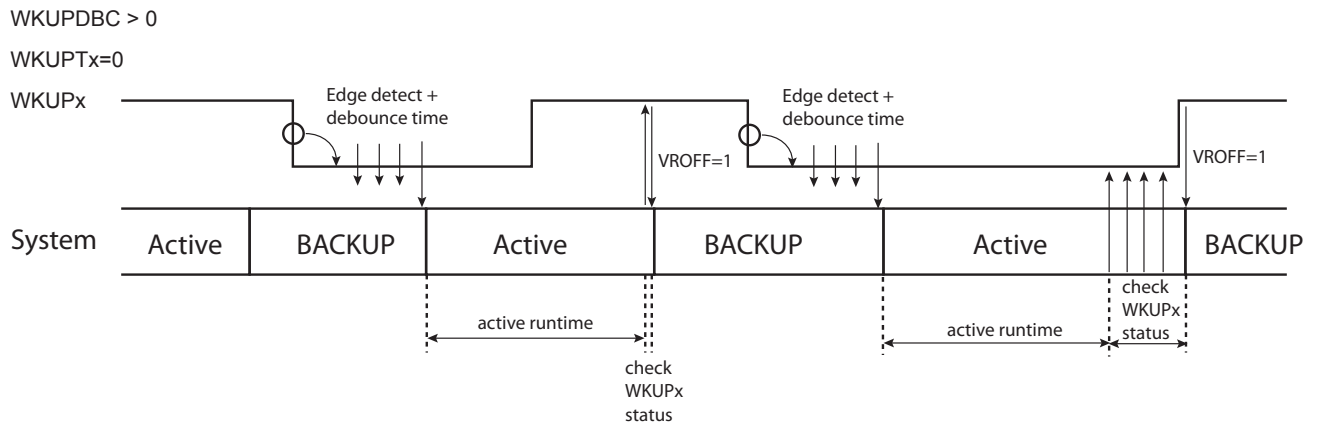 WKUPDBC > 0
WKUPTx=0
WKUPx
Edge detect +
debounce time
VROFF=1
Edge detect +
debounce time
VROFF=1
System
Active
BACKUP
Active
BACKUP
Active
BACKUP
active runtime
check
WKUPx
status
active runtime
check
WKUPx
status